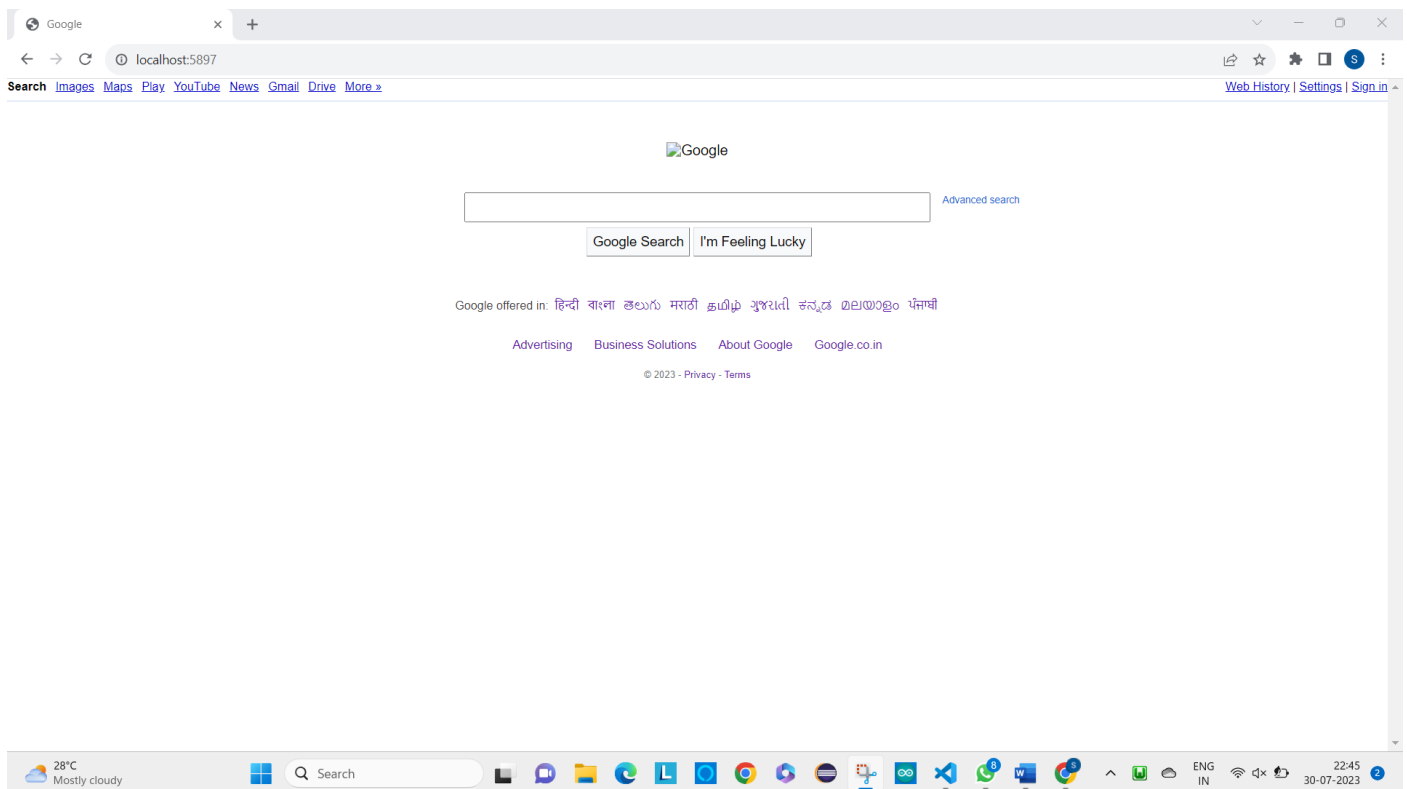 Google
localhost:5897
S
Search Images Maps Play YouTube News Gmail Drive More »
Web History | Settings | Sign in
Google
Advanced search
Google Search I'm Feeling Lucky
Google offered in: हिन्दी বাংলা తెలుగు मराठी தமிழ் ગુજરાતી ಕನ್ನಡ മലയാളം ਪੰਜਾਬੀ
Advertising Business Solutions About Google Google.co.in
© 2023 - Privacy - Terms
28°C
Mostly cloudy
Search
L
8
W
S
ENG
IN
22:45
30-07-2023
2